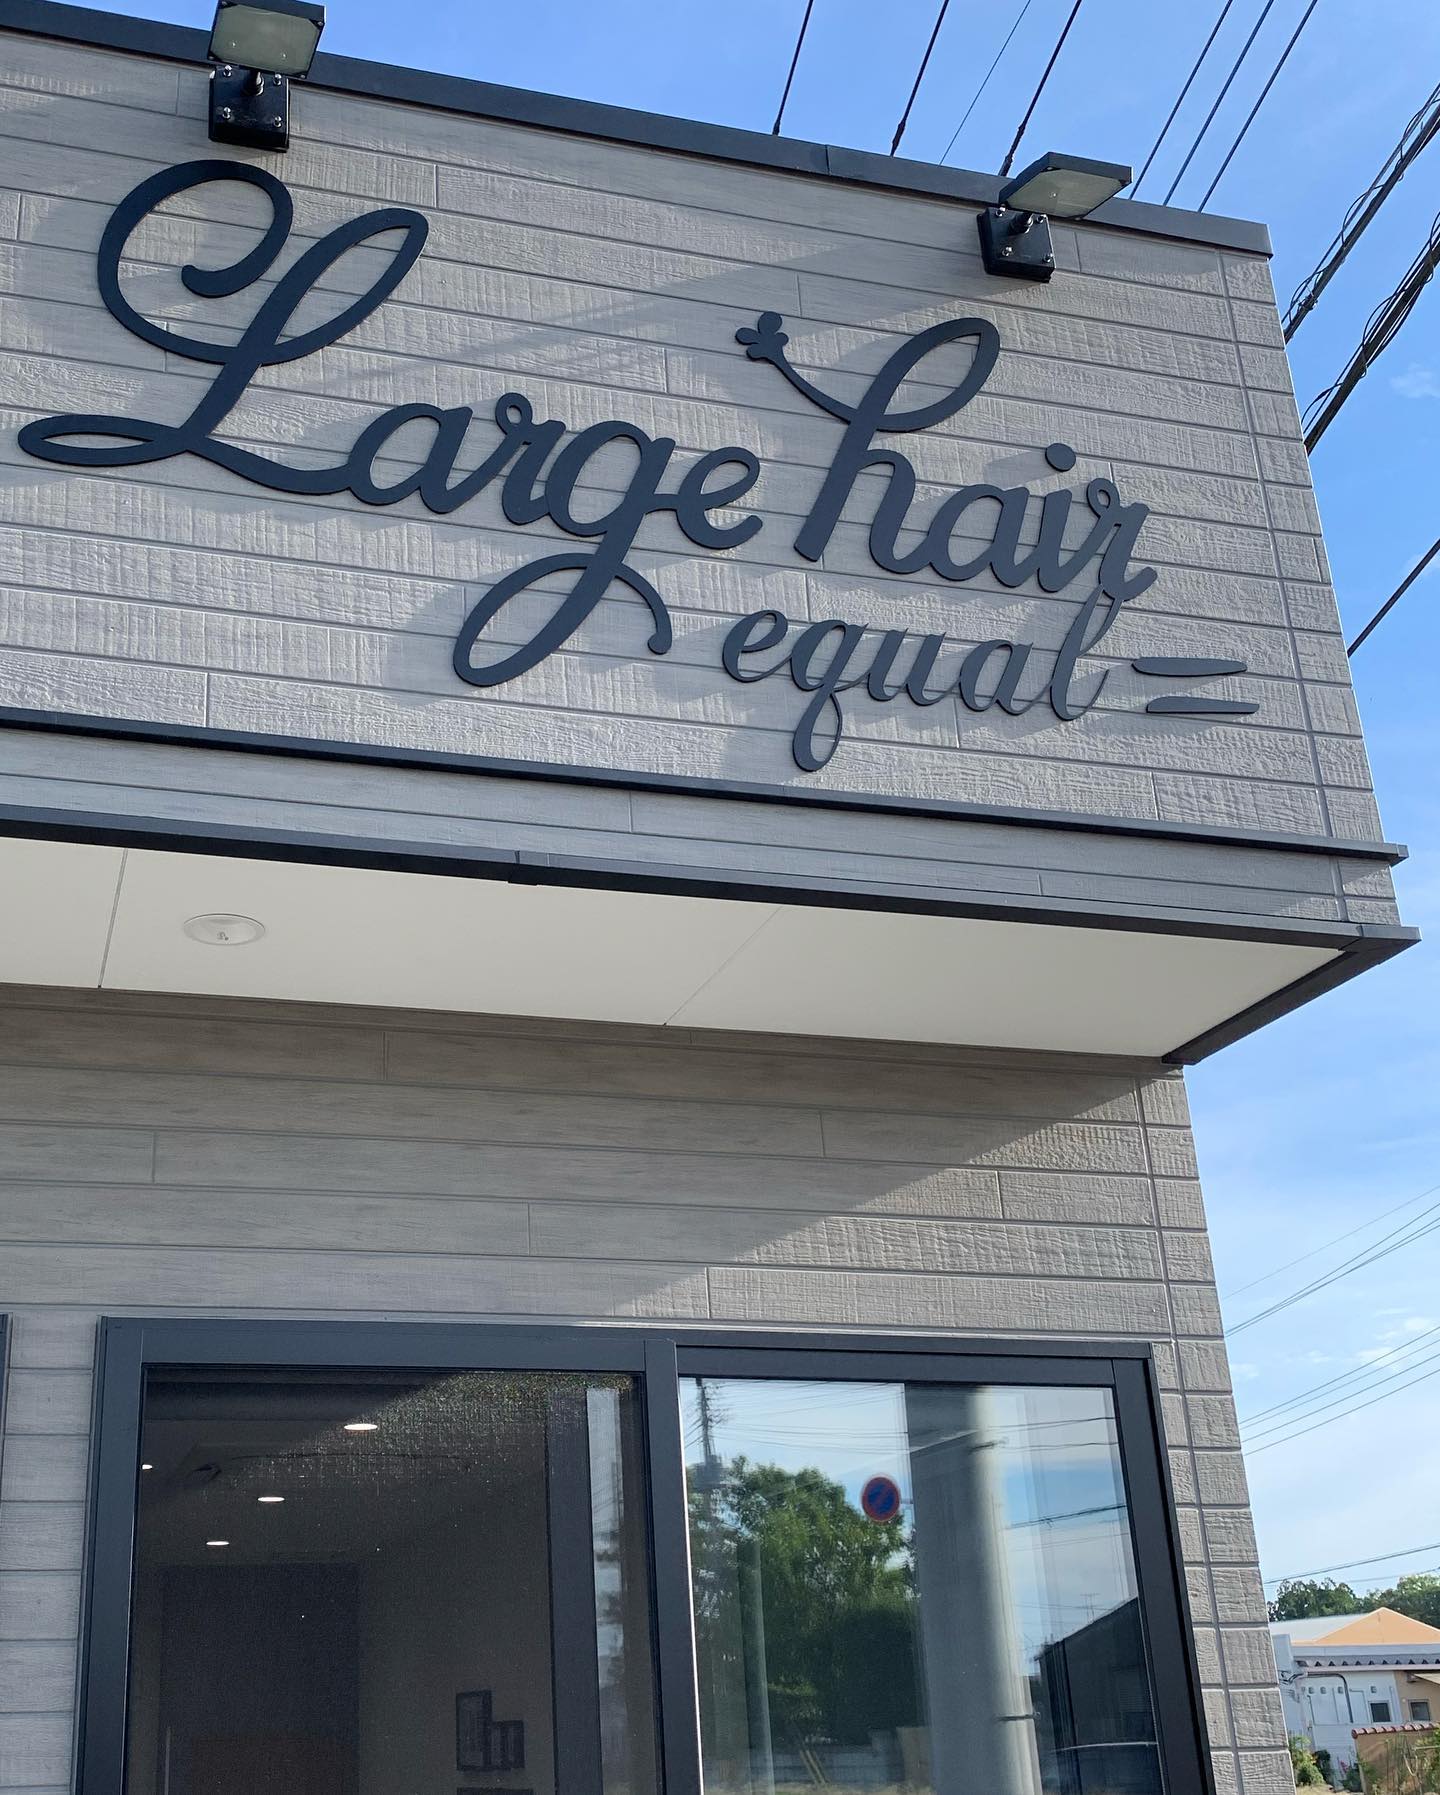 Large hair
equal =